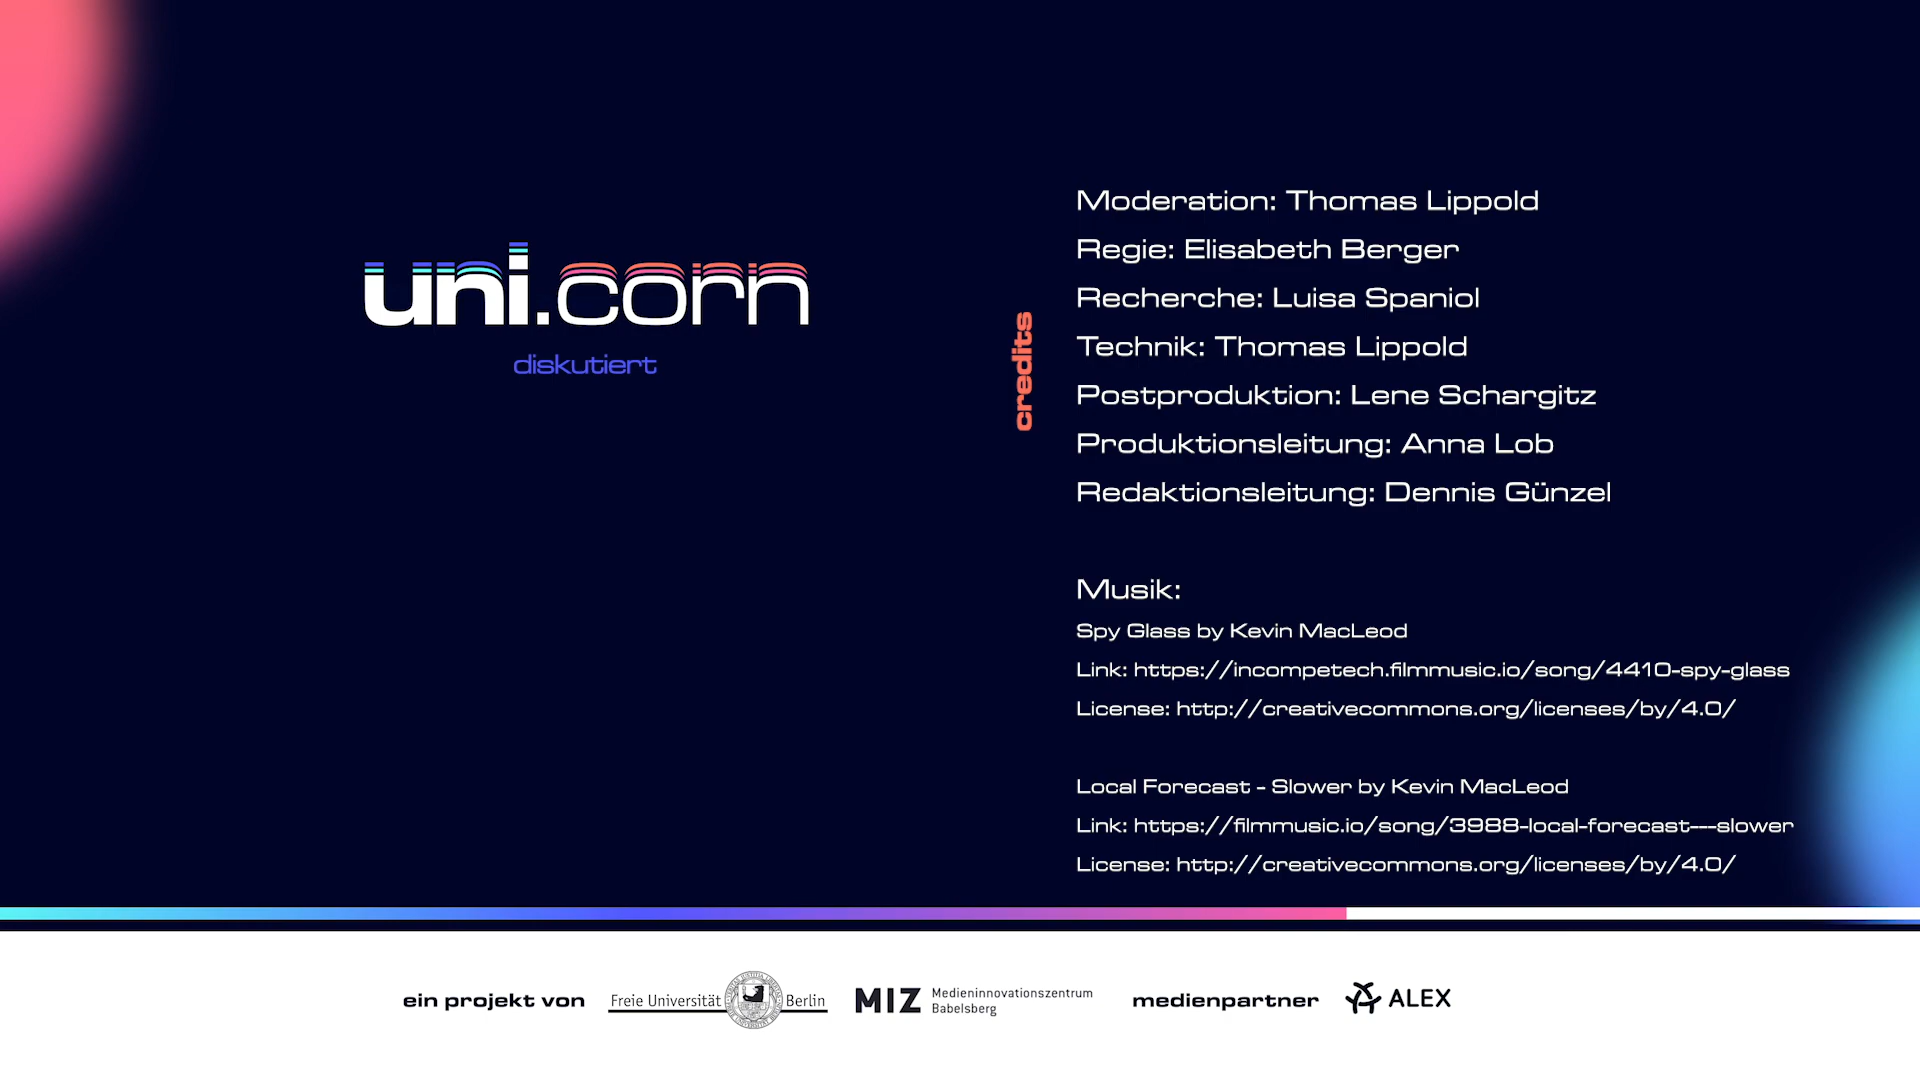 uni.corn
diskutiert
credits
Moderation: Thomas Lippold
Regie: Elisabeth Berger
Recherche: Luisa Spaniol
Technik: Thomas Lippold
Postproduktion: Lene Schargitz
Produktionsleitung: Anna Lob
Redaktionsleitung: Dennis Günzel
Musik:
Spy Glass by Kevin MacLeod
Link: https://incompetech.filmmusic.io/song/4410-spy-glass
License: http://creativecommons.org/licenses/by/4.0/
Local Forecast - Slower by Kevin MacLeod
Link: https://filmmusic.io/song/3988-local-forecast---slower
License: http://creativecommons.org/licenses/by/4.0/
ein projekt von
Freie Universität Berlin
MIZ Medieninnovationszentrum
Babelsberg
medienpartner
ALEX